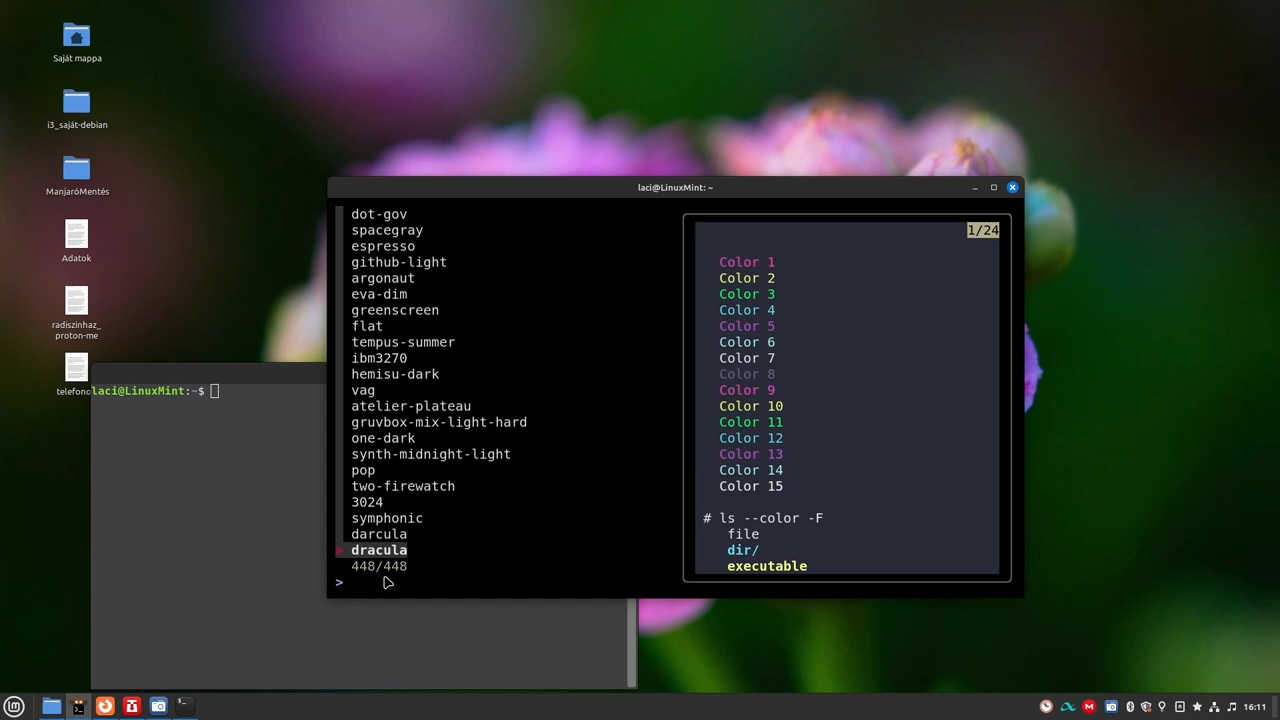 Saját mappa
i3_saját-debian
ManjaróMentés
Adatok
radiszinhaz_
proton-me
telefonc
laci@LinuxMint:~$
laci@LinuxMint: ~
dot-gov
spacegray
espresso
github-light
argonaut
eva-dim
greenscreen
flat
tempus-summer
ibm3270
hemisu-dark
vag
atelier-plateau
gruvbox-mix-light-hard
one-dark
synth-midnight-light
pop
two-firewatch
3024
symphonic
darcula
dracula
448/448
>
1/24
Color 1
Color 2
Color 3
Color 4
Color 5
Color 6
Color 7
Color 8
Color 9
Color 10
Color 11
Color 12
Color 13
Color 14
Color 15
# ls --color -F
file
dir/
executable
16:11